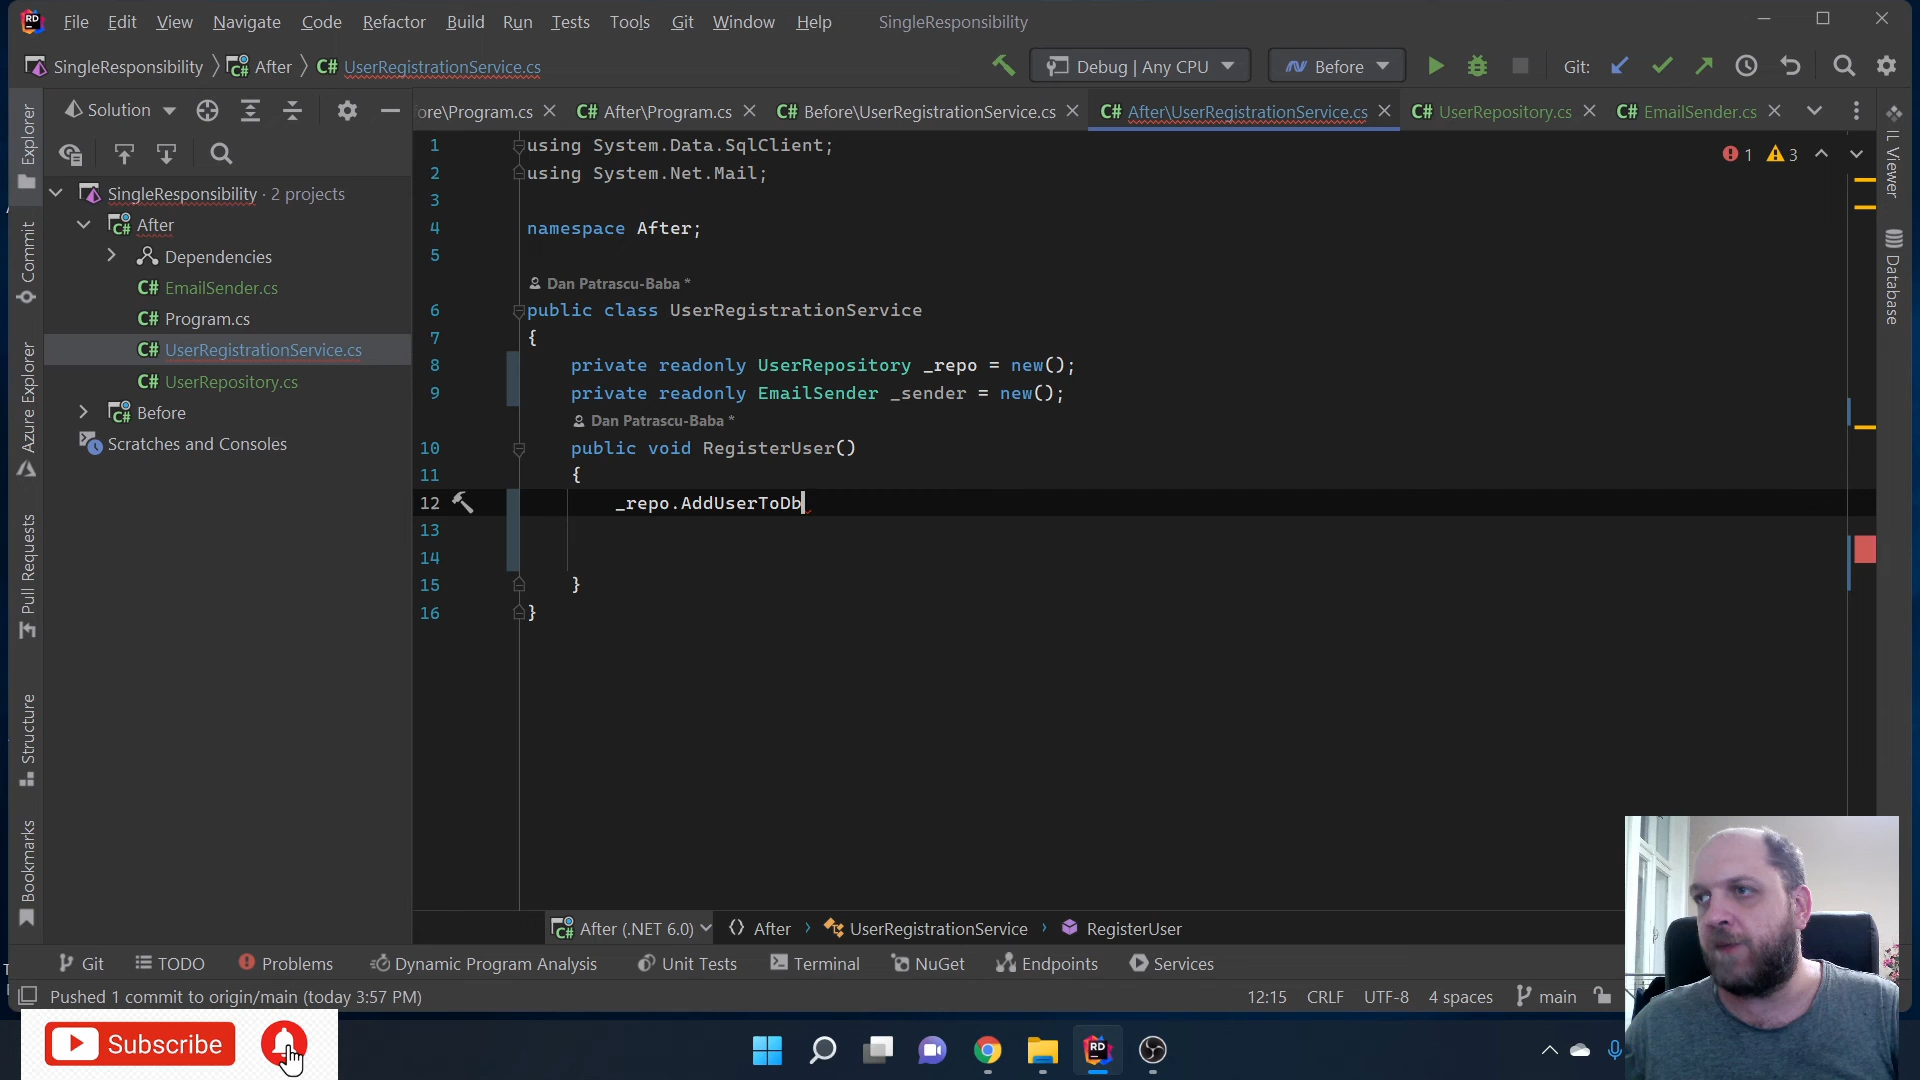 File Edit View Navigate Code Refactor Build Run Tests Tools Git Window Help SingleResponsibility
SingleResponsibility After C# UserRegistrationService.cs Debug | Any CPU Before Git:
Solution
ore\Program.cs C# After\Program.cs C# Before\UserRegistrationService.cs C# After\UserRegistrationService.cs C# UserRepository.cs C# EmailSender.cs
Explorer
Commit
Azure Explorer
Pull Requests
Structure
Bookmarks
SingleResponsibility · 2 projects
After
Dependencies
C# EmailSender.cs
C# Program.cs
C# UserRegistrationService.cs
C# UserRepository.cs
Before
Scratches and Consoles
1 using System.Data.SqlClient;
2 using System.Net.Mail;
3
4 namespace After;
5
Dan Patrascu-Baba *
6 public class UserRegistrationService
7 {
8 private readonly UserRepository _repo = new();
9 private readonly EmailSender _sender = new();
Dan Patrascu-Baba *
10 public void RegisterUser()
11 {
12 _repo.AddUserToDb
13
14
15 }
16 }
1 3
IL Viewer
Database
After (.NET 6.0) After UserRegistrationService RegisterUser
Git TODO Problems Dynamic Program Analysis Unit Tests Terminal NuGet Endpoints Services
Pushed 1 commit to origin/main (today 3:57 PM) 12:15 CRLF UTF-8 4 spaces main
Subscribe